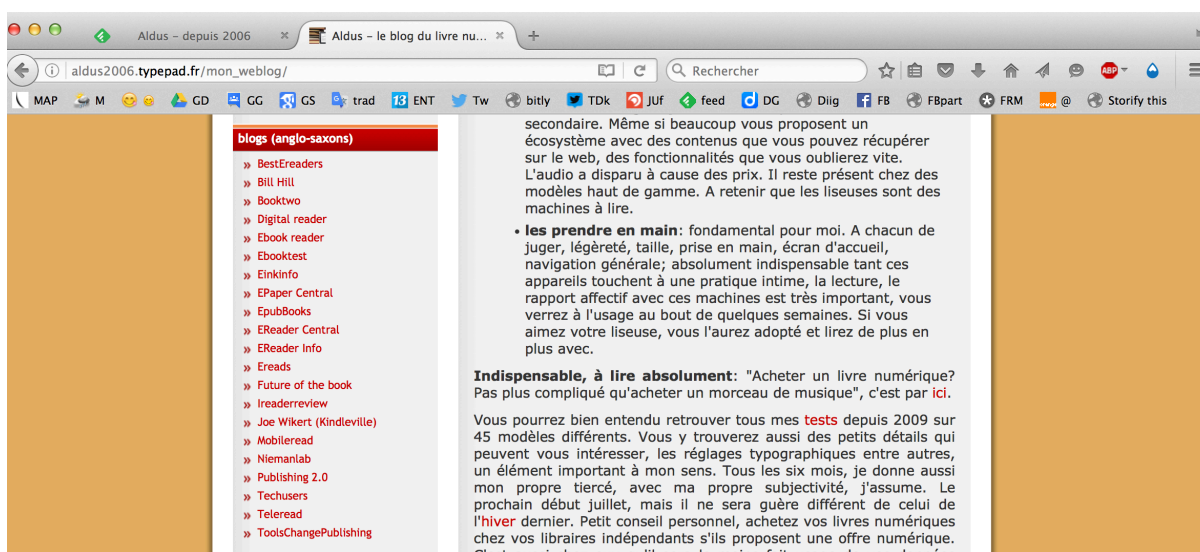 Aldus – depuis 2006
Aldus – le blog du livre nu...
aldus2006.typepad.fr/mon_weblog/
Rechercher
ABP
MAP
M
GD
GG
GS
trad
13 ENT
Tw
bitly
TDk
JUf
feed
DG
Diig
FB
FBpart
FRM
@
Storify this
blogs (anglo-saxons)
» BestEreaders
» Bill Hill
» Booktwo
» Digital reader
» Ebook reader
» Ebooktest
» Einkinfo
» EPaper Central
» EpubBooks
» EReader Central
» EReader Info
» Ereads
» Future of the book
» Ireaderreview
» Joe Wikert (Kindleville)
» Mobileread
» Niemanlab
» Publishing 2.0
» Techusers
» Teleread
» ToolsChangePublishing
secondaire. Même si beaucoup vous proposent un
écosystème avec des contenus que vous pouvez récupérer
sur le web, des fonctionnalités que vous oublierez vite.
L'audio a disparu à cause des prix. Il reste présent chez des
modèles haut de gamme. A retenir que les liseuses sont des
machines à lire.
• les prendre en main: fondamental pour moi. A chacun de
juger, légèreté, taille, prise en main, écran d'accueil,
navigation générale; absolument indispensable tant ces
appareils touchent à une pratique intime, la lecture, le
rapport affectif avec ces machines est très important, vous
verrez à l'usage au bout de quelques semaines. Si vous
aimez votre liseuse, vous l'aurez adopté et lirez de plus en
plus avec.
Indispensable, à lire absolument: "Acheter un livre numérique?
Pas plus compliqué qu'acheter un morceau de musique", c'est par ici.
Vous pourrez bien entendu retrouver tous mes tests depuis 2009 sur
45 modèles différents. Vous y trouverez aussi des petits détails qui
peuvent vous intéresser, les réglages typographiques entre autres,
un élément important à mon sens. Tous les six mois, je donne aussi
mon propre tiercé, avec ma propre subjectivité, j'assume. Le
prochain début juillet, mais il ne sera guère différent de celui de
l'hiver dernier. Petit conseil personnel, achetez vos livres numériques
chez vos libraires indépendants s'ils proposent une offre numérique.